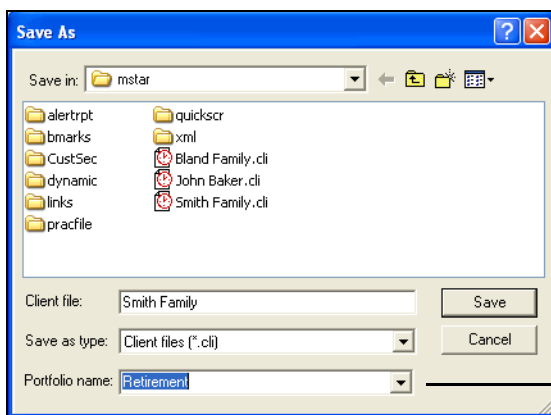 Save As
Save in: mstar
alertrpt quickscr
bmarks xml
CustSec Bland Family.cli
dynamic John Baker.cli
links Smith Family.cli
pracfile
Client file: Smith Family Save
Save as type: Client files (*.cli) Cancel
Portfolio name: Retirement